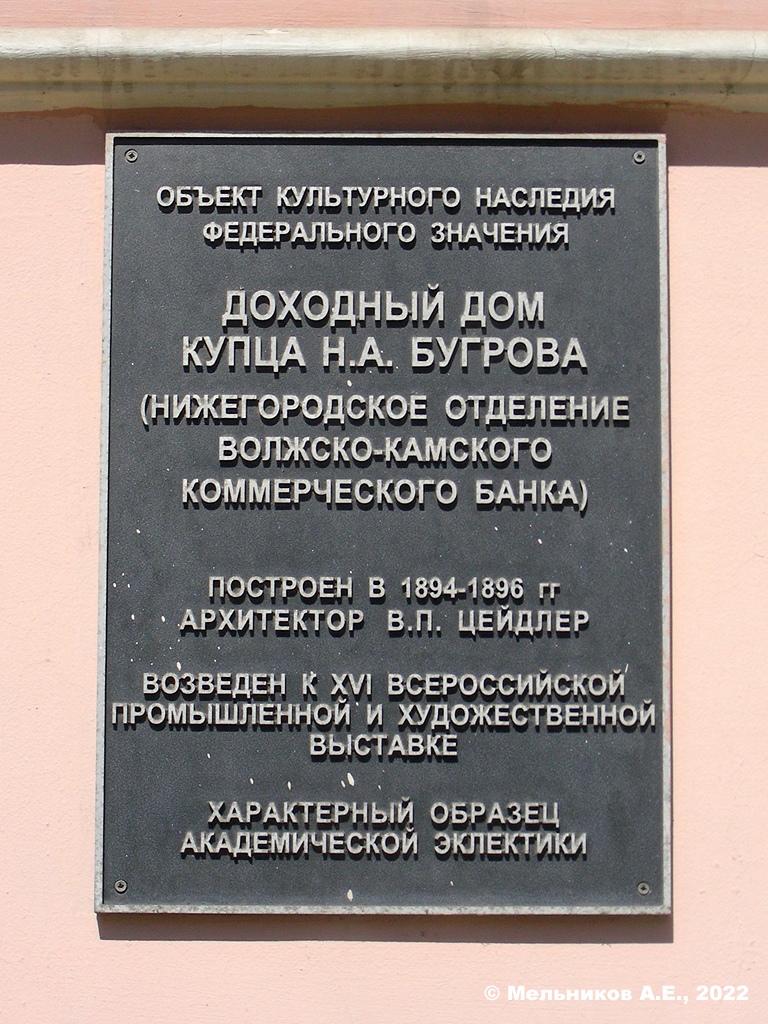 ОБЪЕКТ КУЛЬТУРНОГО НАСЛЕДИЯ
ФЕДЕРАЛЬНОГО ЗНАЧЕНИЯ
ДОХОДНЫЙ ДОМ
КУПЦА Н.А. БУГРОВА
(НИЖЕГОРОДСКОЕ ОТДЕЛЕНИЕ
ВОЛЖСКО-КАМСКОГО
КОММЕРЧЕСКОГО БАНКА)
ПОСТРОЕН В 1894-1896 гг
АРХИТЕКТОР В.П. ЦЕЙДЛЕР
ВОЗВЕДЕН К XVI ВСЕРОССИЙСКОЙ
ПРОМЫШЛЕННОЙ И ХУДОЖЕСТВЕННОЙ
ВЫСТАВКЕ
ХАРАКТЕРНЫЙ ОБРАЗЕЦ
АКАДЕМИЧЕСКОЙ ЭКЛЕКТИКИ
© Мельников А.Е., 2022